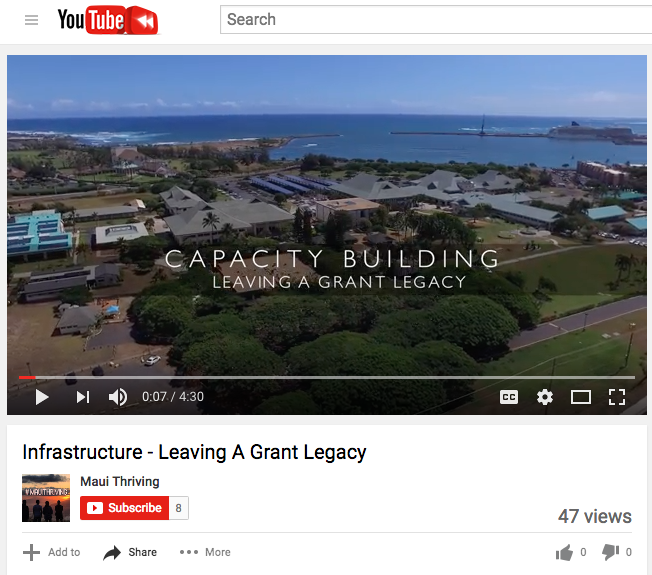 YouTube
Search
CAPACITY BUILDING
LEAVING A GRANT LEGACY
0:07 / 4:30
CC
Infrastructure - Leaving A Grant Legacy
#MAUITHRIVING
Maui Thriving
Subscribe 8
47 views
Add to Share More 0 0